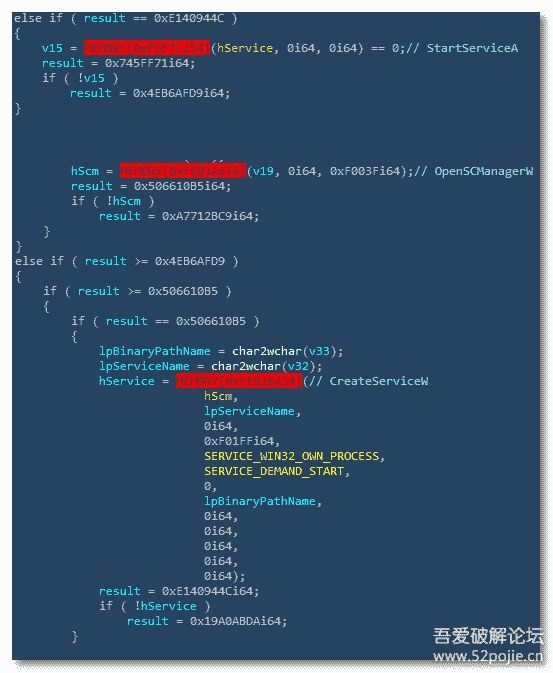 else if ( result == 0xE140944C )
{
v15 = (hService, 0i64, 0i64) == 0;// StartServiceA
result = 0x745FF71i64;
if ( !v15 )
result = 0x4EB6AFD9i64;
}
hScm = (v19, 0i64, 0xF003Fi64);// OpenSCManagerW
result = 0x506610B5i64;
if ( !hScm )
result = 0xA7712BC9i64;
}
}
else if ( result >= 0x4EB6AFD9 )
{
if ( result >= 0x506610B5 )
{
if ( result == 0x506610B5 )
{
lpBinaryPathName = char2wchar(v33);
lpServiceName = char2wchar(v32);
hService = (// CreateServiceW
hScm,
lpServiceName,
0i64,
0xF01FFi64,
SERVICE_WIN32_OWN_PROCESS,
SERVICE_DEMAND_START,
0,
lpBinaryPathName,
0i64,
0i64,
0i64,
0i64,
0i64);
result = 0xE140944Ci64;
if ( !hService )
result = 0x19A0ABDAi64;
}
吾爱破解论坛
www.52pojie.cn